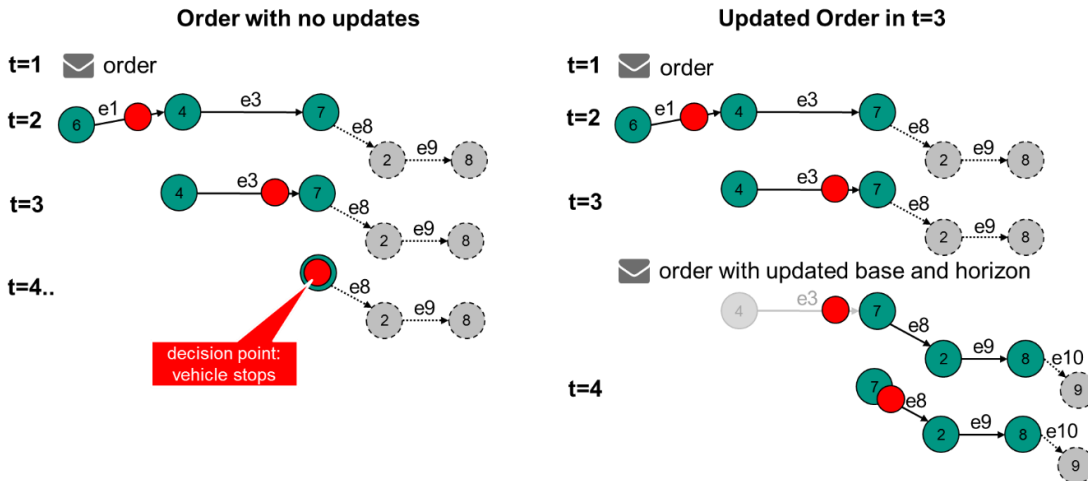 Order with no updates
t=1 order
t=2
6 e1 4 e3 7 e8 2 e9 8
t=3
4 e3 7 e8 2 e9 8
t=4..
e8 2 e9 8
decision point:
vehicle stops
Updated Order in t=3
t=1 order
t=2
6 e1 4 e3 7 e8 2 e9 8
t=3
4 e3 7 e8 2 e9 8
order with updated base and horizon
4 e3 7 e8 2 e9 8 e10 9
t=4
7 e8 2 e9 8 e10 9